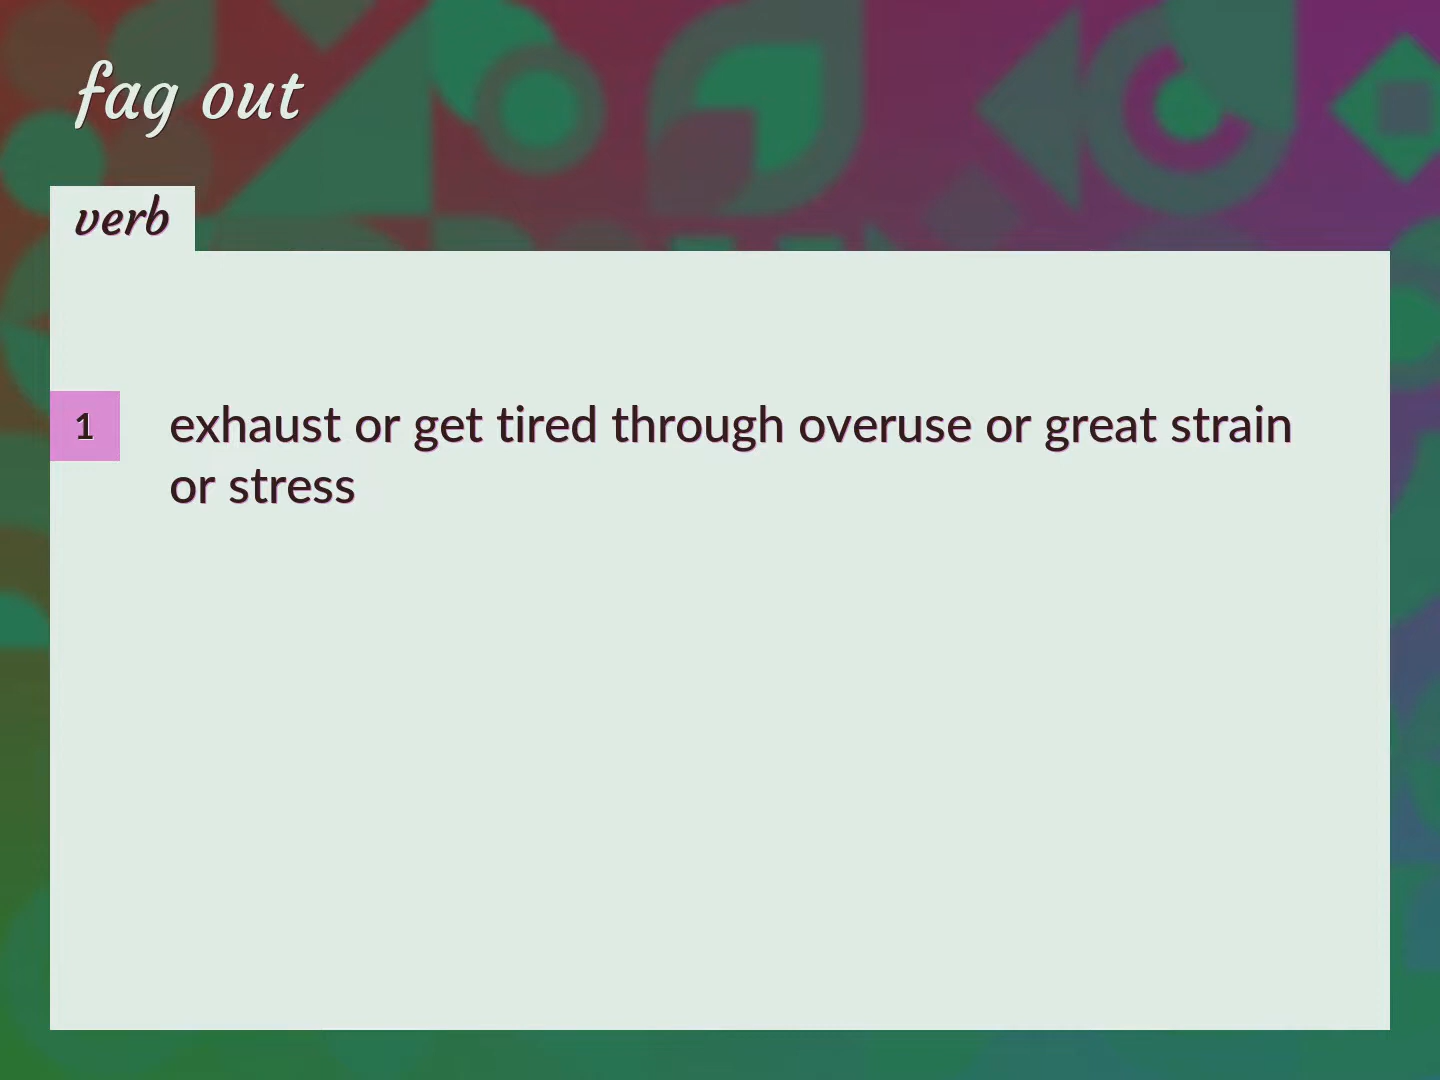 fag out
verb
1
exhaust or get tired through overuse or great strain
or stress